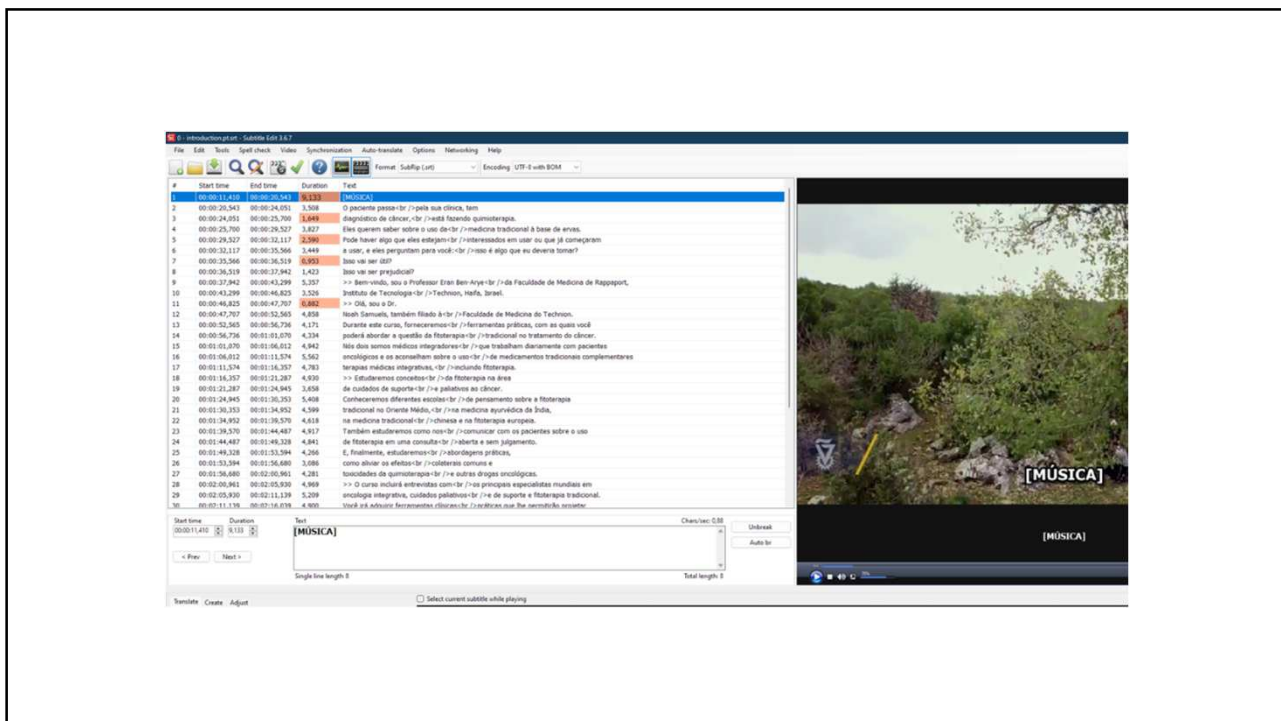 0 - introduction.pt.srt - Subtitle Edit 3.6.7
File Edit Tools Spell check Video Synchronization Auto-translate Options Networking Help
Format SubRip (.srt) Encoding UTF-8 with BOM
# Start time End time Duration Text
1 00:00:11,410 00:00:20,543 9,133 [MÚSICA]
2 00:00:20,543 00:00:24,051 3,508 O paciente passa<br />pela sua clínica, tem
3 00:00:24,051 00:00:25,700 1,649 diagnóstico de câncer,<br />está fazendo quimioterapia.
4 00:00:25,700 00:00:29,527 3,827 Eles querem saber sobre o uso da<br />medicina tradicional à base de ervas.
5 00:00:29,527 00:00:32,117 2,590 Pode haver algo que eles estejam<br />interessados em usar ou que já começaram
6 00:00:32,117 00:00:35,566 3,449 a usar, e eles perguntam para você:<br />isso é algo que eu deveria tomar?
7 00:00:35,566 00:00:36,519 0,953 Isso vai ser útil?
8 00:00:36,519 00:00:37,942 1,423 Isso vai ser prejudicial?
9 00:00:37,942 00:00:43,299 5,357 >> Bem-vindo, sou o Professor Eran Ben-Arye<br />da Faculdade de Medicina de Rappaport,
10 00:00:43,299 00:00:46,825 3,526 Instituto de Tecnologia<br />Technion, Haifa, Israel.
11 00:00:46,825 00:00:47,707 0,882 >> Olá, sou o Dr.
12 00:00:47,707 00:00:52,565 4,858 Noah Samuels, também filiado à<br />Faculdade de Medicina do Technion.
13 00:00:52,565 00:00:56,736 4,171 Durante este curso, forneceremos<br />ferramentas práticas, com as quais você
14 00:00:56,736 00:01:01,070 4,334 poderá abordar a questão da fitoterapia<br />tradicional no tratamento do câncer.
15 00:01:01,070 00:01:06,012 4,942 Nós dois somos médicos integradores<br />que trabalham diariamente com pacientes
16 00:01:06,012 00:01:11,574 5,562 oncológicos e os aconselham sobre o uso<br />de medicamentos tradicionais complementares
17 00:01:11,574 00:01:16,357 4,783 terapias médicas integrativas,<br />incluindo fitoterapia.
18 00:01:16,357 00:01:21,287 4,930 >> Estudaremos conceitos<br />da fitoterapia na área
19 00:01:21,287 00:01:24,945 3,658 de cuidados de suporte<br />e paliativos ao câncer.
20 00:01:24,945 00:01:30,353 5,408 Conheceremos diferentes escolas<br />de pensamento sobre a fitoterapia
21 00:01:30,353 00:01:34,952 4,599 tradicional no Oriente Médio,<br />na medicina ayurvédica da Índia,
22 00:01:34,952 00:01:39,570 4,618 na medicina tradicional<br />chinesa e na fitoterapia europeia.
23 00:01:39,570 00:01:44,487 4,917 Também estudaremos como nos<br />comunicar com os pacientes sobre o uso
24 00:01:44,487 00:01:49,328 4,841 de fitoterapia em uma consulta<br />aberta e sem julgamento.
25 00:01:49,328 00:01:53,594 4,266 E, finalmente, estudaremos<br />abordagens práticas,
26 00:01:53,594 00:01:56,680 3,086 como aliviar os efeitos<br />colaterais comuns e
27 00:01:56,680 00:02:00,961 4,281 toxicidades da quimioterapia<br />e outras drogas oncológicas.
28 00:02:00,961 00:02:05,930 4,969 >> O curso incluirá entrevistas com<br />os principais especialistas mundiais em
29 00:02:05,930 00:02:11,139 5,209 oncologia integrativa, cuidados paliativos<br />e de suporte e fitoterapia tradicional.
30 00:02:11,139 00:02:16,039 4,900 Você irá adquirir ferramentas clínicas<br />práticas que lhe permitirão projetar
Start time Duration Text Chars/sec: 0,88
00:00:11,410 9,133 [MÚSICA] Unbreak
Auto br
< Prev Next >
Single line length: 8 Total length: 8
Translate Create Adjust Select current subtitle while playing
[MÚSICA]
[MÚSICA]